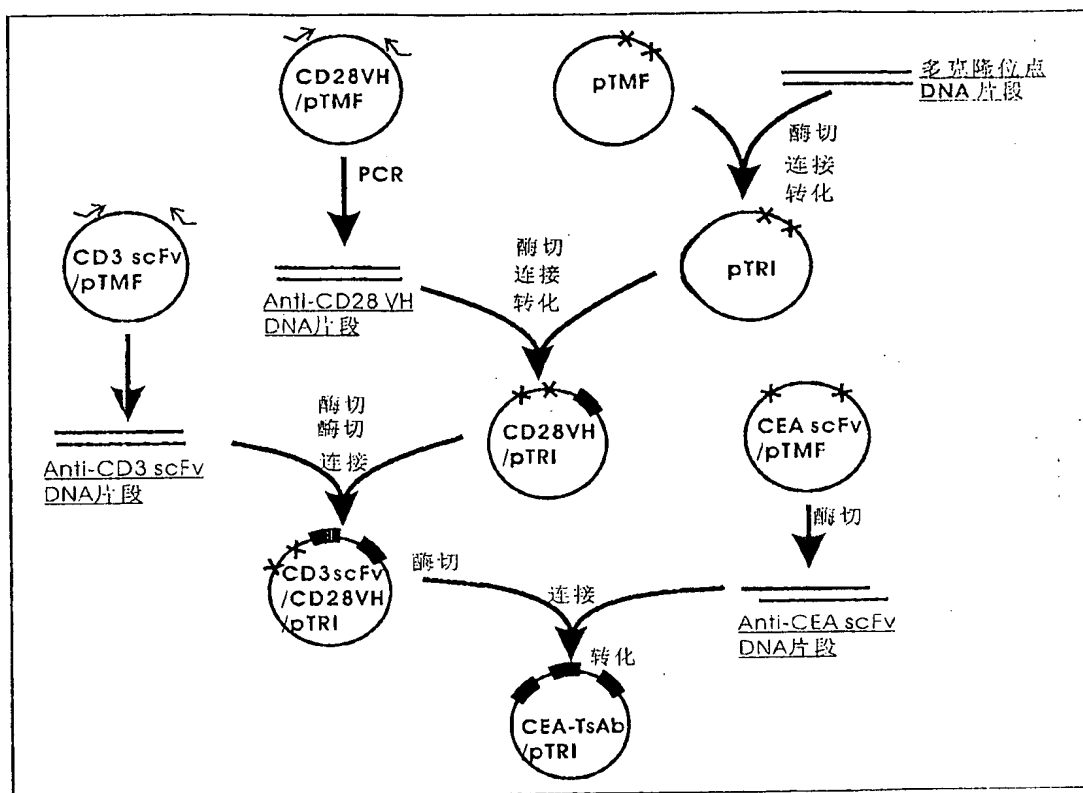 CD28VH
/pTMF
pTMF
多克隆位点
DNA片段
酶切
连接
转化
PCR
CD3 scFv
/pTMF
pTRI
酶切
连接
转化
Anti-CD28 VH
DNA片段
酶切
酶切
连接
CD28VH
/pTRI
CEA scFv
/pTMF
Anti-CD3 scFv
DNA片段
酶切
CD3scFv
/CD28VH
/pTRI
酶切
连接
Anti-CEA scFv
DNA片段
转化
CEA-TsAb
/pTRI